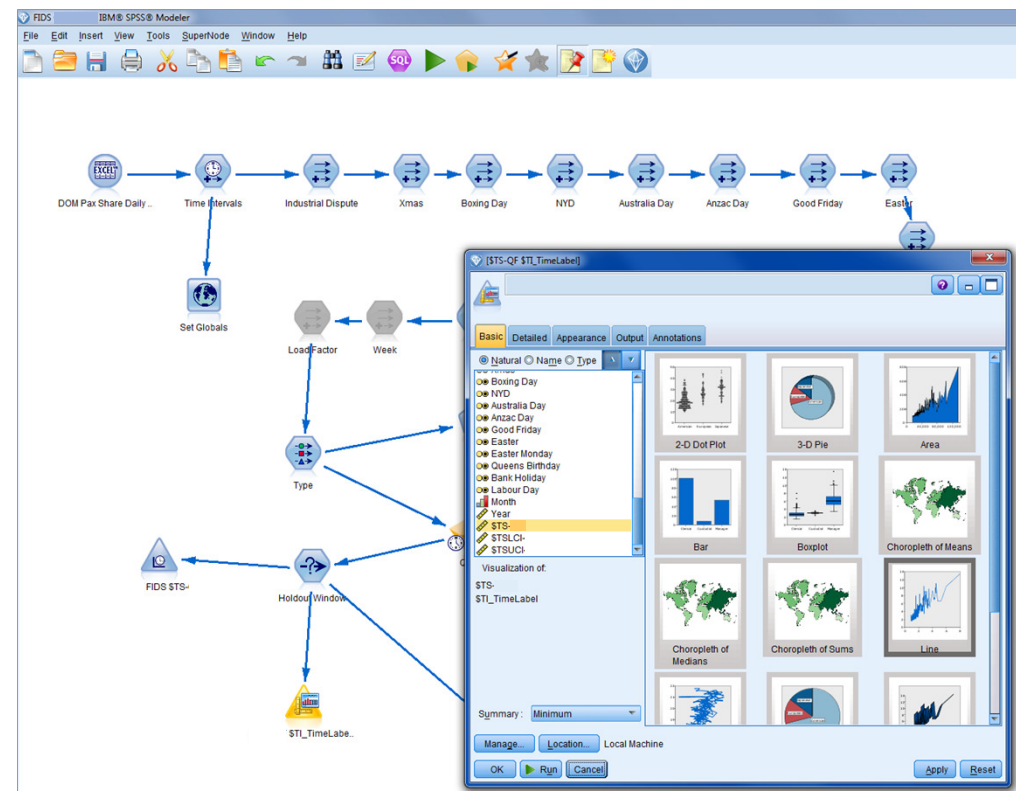 FIDS IBM® SPSS® Modeler
File Edit Insert View Tools SuperNode Window Help
SQL
EXCEL
DOM Pax Share Daily ..
Time Intervals
Industrial Dispute
Xmas
Boxing Day
NYD
Australia Day
Anzac Day
Good Friday
Easter
Set Globals
Load Factor
Week
Type
FIDS $TS-
Holdout Window
$TI_TimeLabe..
[$TS-QF $TI_TimeLabel]
Basic Detailed Appearance Output Annotations
Natural Name Type
Xmas
Boxing Day
NYD
Australia Day
Anzac Day
Good Friday
Easter
Easter Monday
Queens Birthday
Bank Holiday
Labour Day
Month
Year
$TS-
$TSLCI-
$TSUCI-
Visualization of:
$TS-
$TI_TimeLabel
Summary: Minimum
2-D Dot Plot
3-D Pie
Area
Bar
Boxplot
Choropleth of Means
Choropleth of
Medians
Choropleth of Sums
Line
Manage... Location... Local Machine
OK Run Cancel Apply Reset